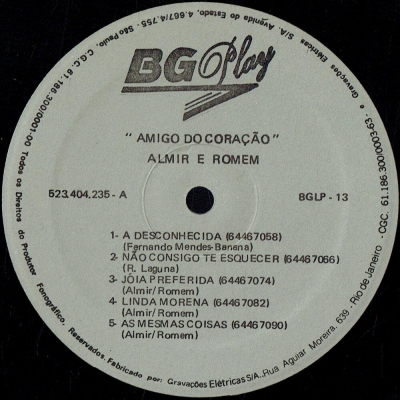 BG Play
" AMIGO DO CORAÇÃO "
ALMIR E ROMEM
523.404.235 - A
BGLP - 13
1- A DESCONHECIDA (64467058)
(Fernando Mendes-Banana)
2- NÃO CONSIGO TE ESQUECER (64467066)
(R. Laguna)
3- JÓIA PREFERIDA (64467074)
(Almir/Romem)
4- LINDA MORENA (64467082)
(Almir/Romem)
5- AS MESMAS COISAS (64467090)
(Almir/Romem)
Todos os Direitos do Produtor Fonográfico. Reservados. Fabricado por: Gravações Elétricas S/A. Rua Aguiar Moreira, 639 - Rio de Janeiro - CGC. 61.186.300/0003-63 - e Gravações Elétricas S/A. Avenida do Estado, 4.667/4.755 - São Paulo. C.G.C. 61.186.300/0001-00